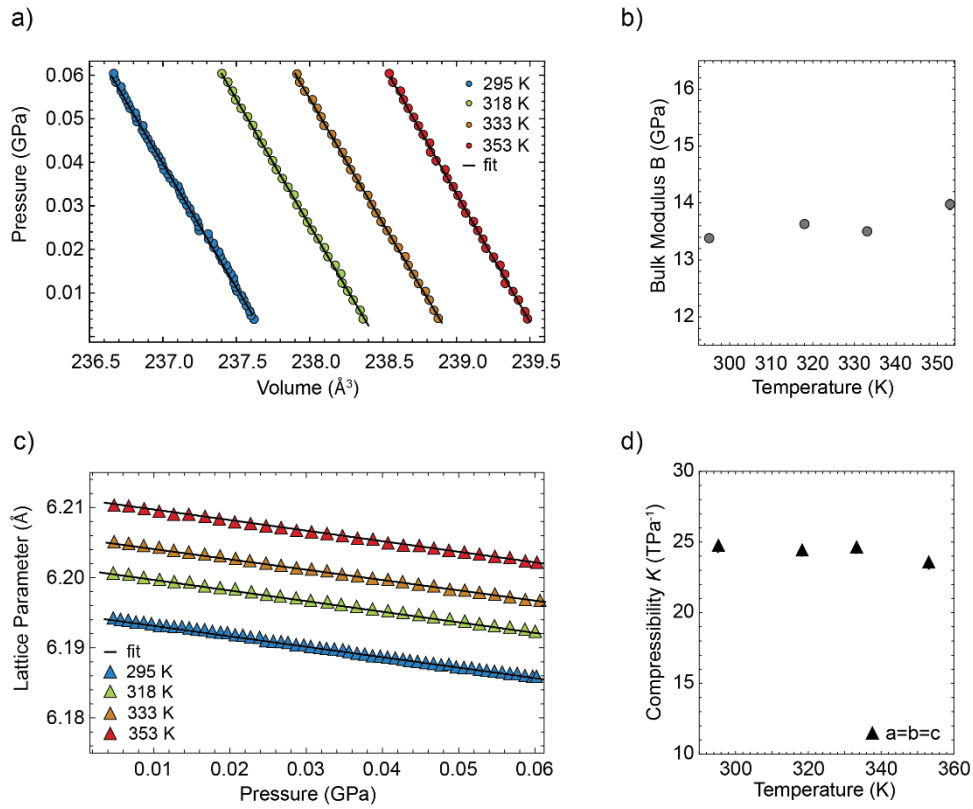 a)
0.06
0.05
0.04
0.03
0.02
0.01
Pressure (GPa)
295 K
318 K
333 K
353 K
fit
236.5 237.0 237.5 238.0 238.5 239.0 239.5
Volume (Å³)
b)
16
15
14
13
12
Bulk Modulus B (GPa)
300 310 320 330 340 350
Temperature (K)
c)
6.21
6.20
6.19
6.18
Lattice Parameter (Å)
fit
295 K
318 K
333 K
353 K
0.01 0.02 0.03 0.04 0.05 0.06
Pressure (GPa)
d)
30
25
20
15
10
Compressibility K (TPa⁻¹)
a=b=c
300 320 340 360
Temperature (K)